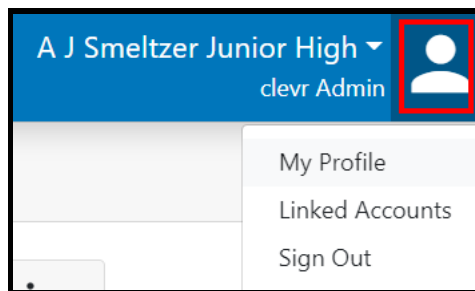 A J Smeltzer Junior High
clevr Admin
My Profile
Linked Accounts
Sign Out